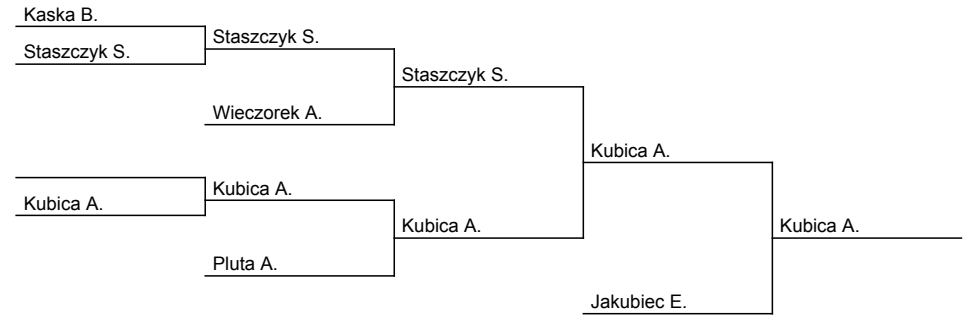 Kaska B.
Staszczyk S.
Staszczyk S.
Staszczyk S.
Wieczorek A.
Kubica A.
Kubica A.
Kubica A.
Kubica A.
Kubica A.
Pluta A.
Jakubiec E.